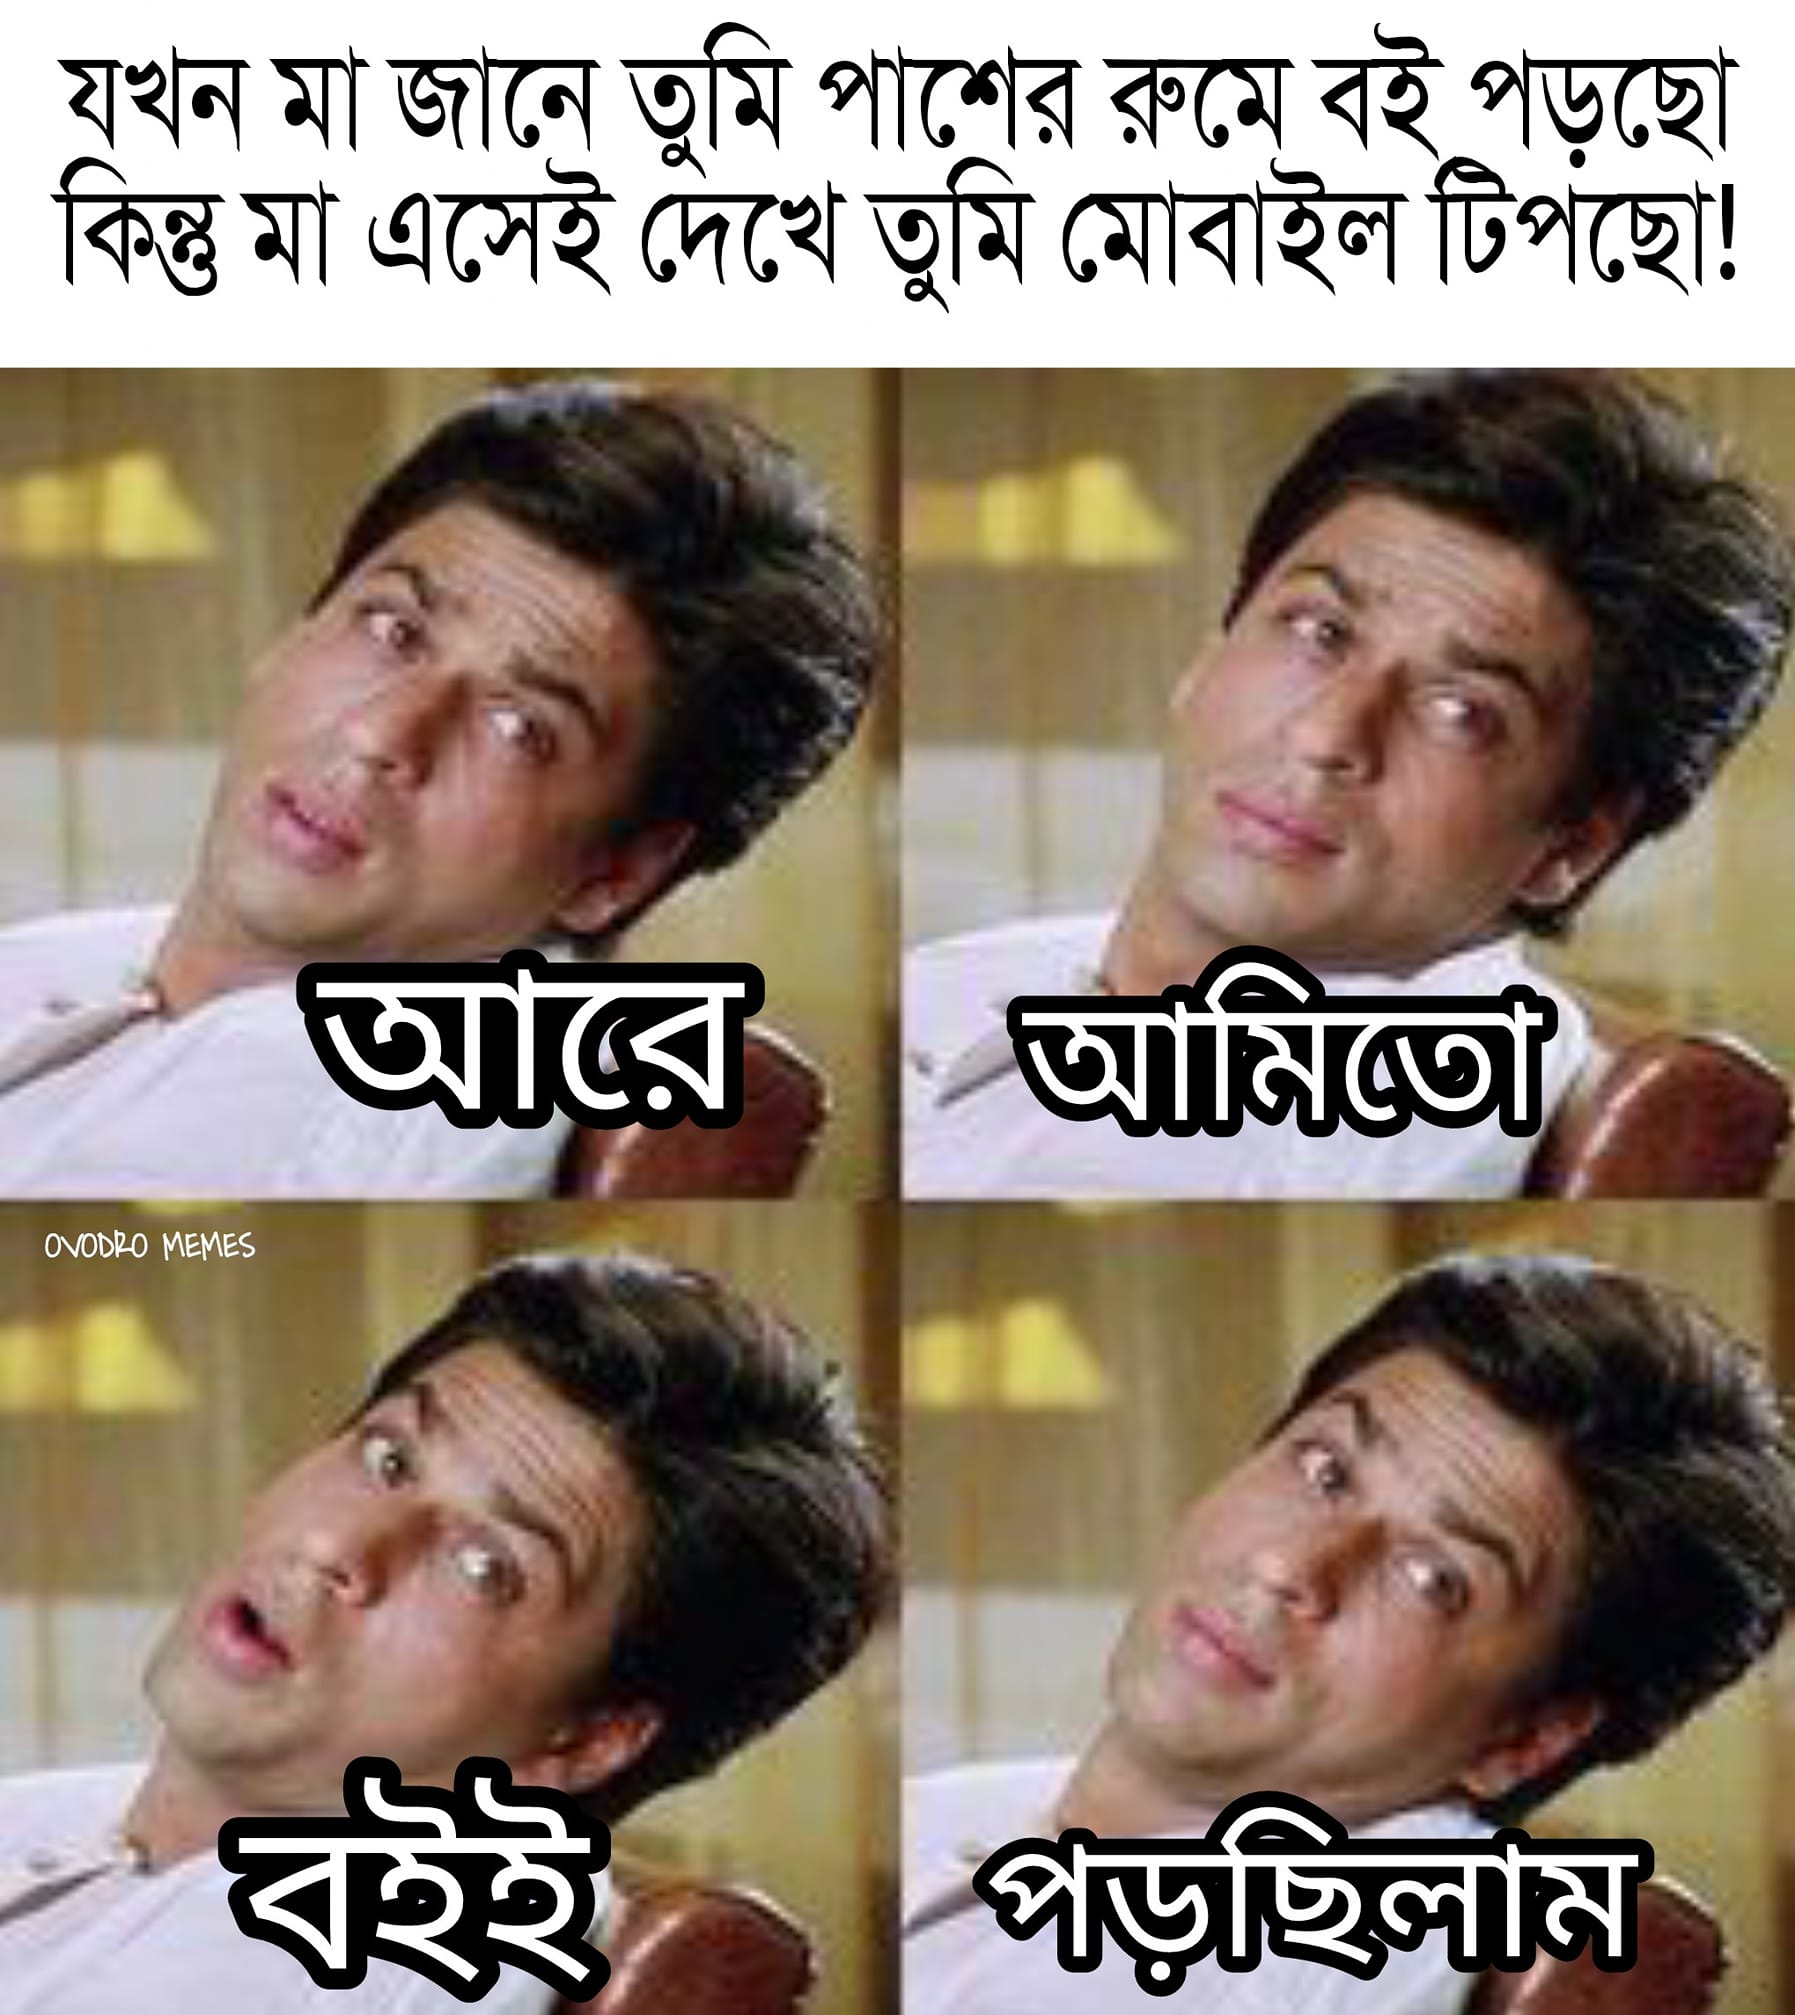 যখন মা জানে তুমি পাশের রুমে বই পড়ছো
কিন্তু মা এসেই দেখে তুমি মোবাইল টিপছো!
আরে
আমিতো
OVODRO MEMES
বইই
পড়ছিলাম